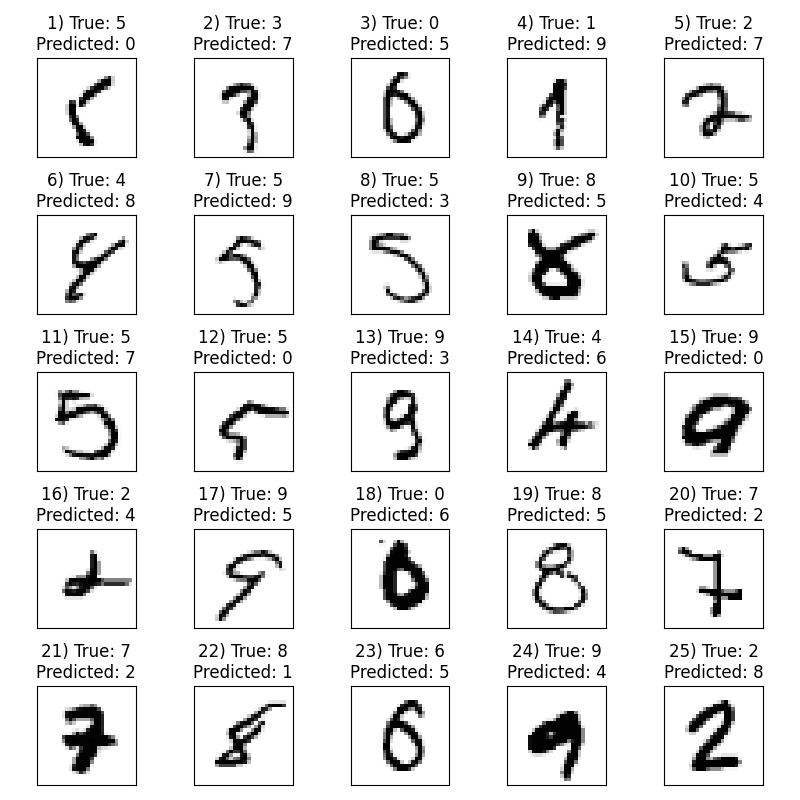 1) True: 5
Predicted: 0
2) True: 3
Predicted: 7
3) True: 0
Predicted: 5
4) True: 1
Predicted: 9
5) True: 2
Predicted: 7
6) True: 4
Predicted: 8
7) True: 5
Predicted: 9
8) True: 5
Predicted: 3
9) True: 8
Predicted: 5
10) True: 5
Predicted: 4
11) True: 5
Predicted: 7
12) True: 5
Predicted: 0
13) True: 9
Predicted: 3
14) True: 4
Predicted: 6
15) True: 9
Predicted: 0
16) True: 2
Predicted: 4
17) True: 9
Predicted: 5
18) True: 0
Predicted: 6
19) True: 8
Predicted: 5
20) True: 7
Predicted: 2
21) True: 7
Predicted: 2
22) True: 8
Predicted: 1
23) True: 6
Predicted: 5
24) True: 9
Predicted: 4
25) True: 2
Predicted: 8